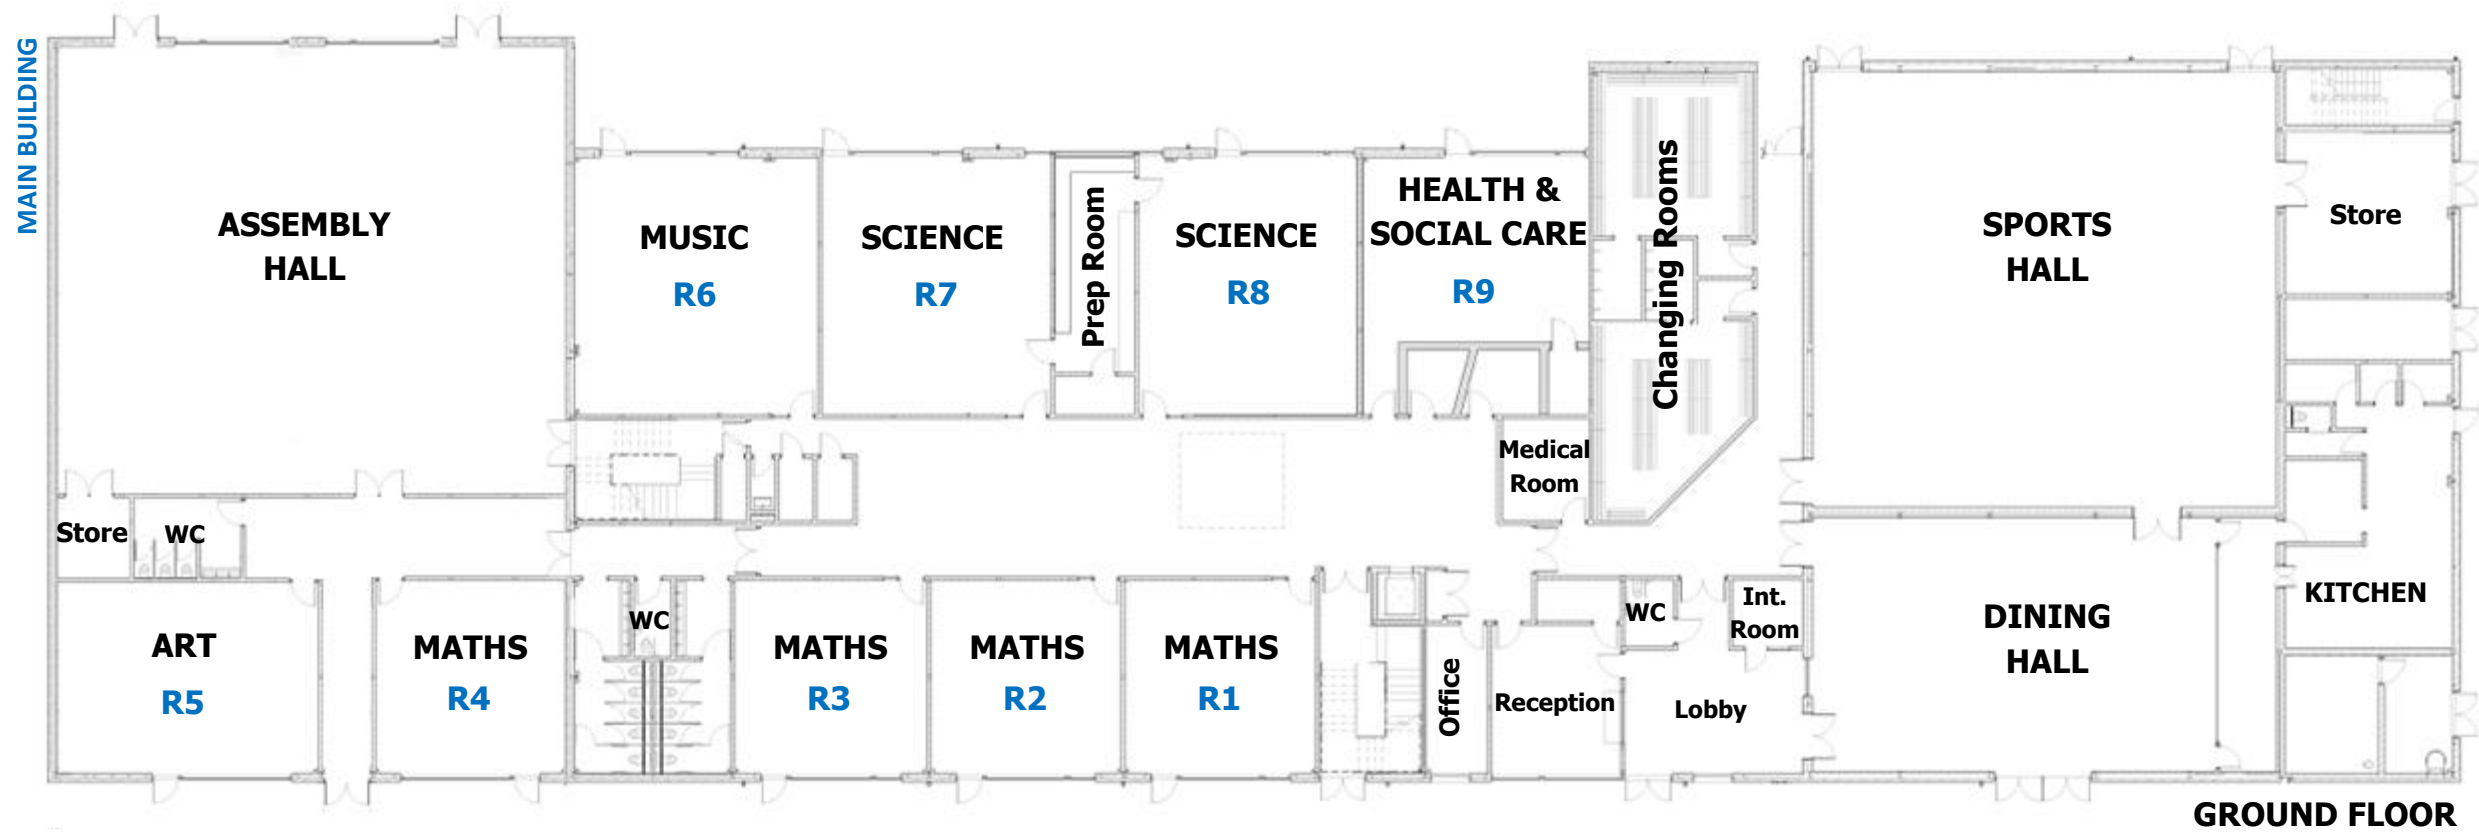 MAIN BUILDING
ASSEMBLY
HALL
MUSIC
R6
SCIENCE
R7
Prep Room
SCIENCE
R8
HEALTH &
SOCIAL CARE
R9
Changing Rooms
SPORTS
HALL
Store
Medical
Room
Store
WC
ART
R5
MATHS
R4
WC
MATHS
R3
MATHS
R2
MATHS
R1
Office
Reception
WC
Lobby
Int.
Room
DINING
HALL
KITCHEN
GROUND FLOOR